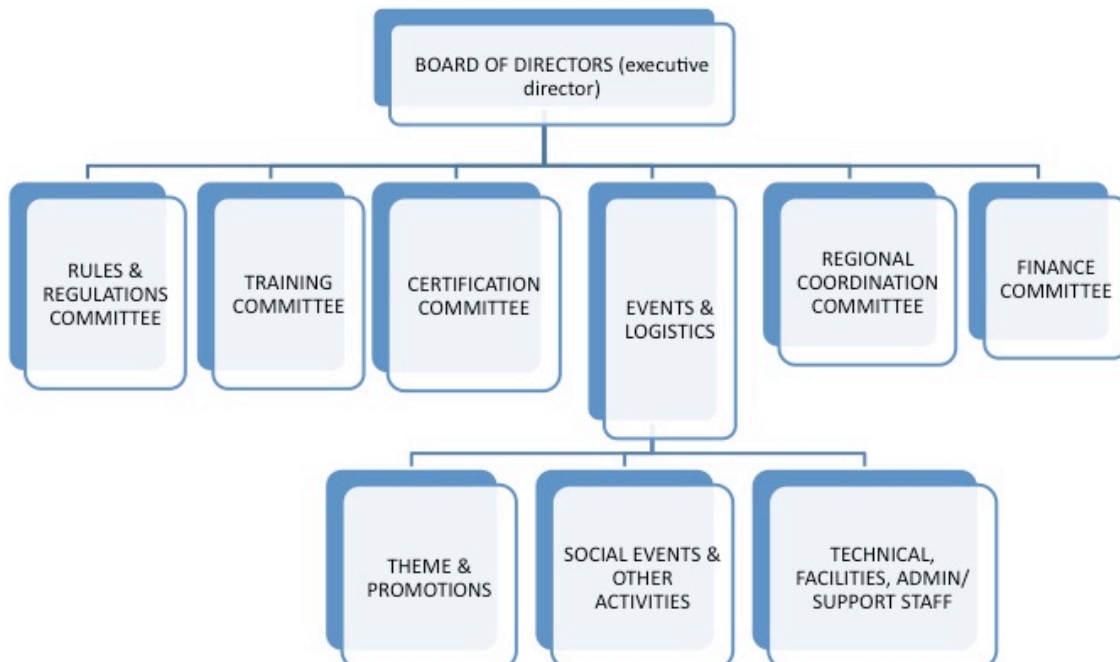 BOARD OF DIRECTORS (executive
director)
RULES &
REGULATIONS
COMMITTEE
TRAINING
COMMITTEE
CERTIFICATION
COMMITTEE
EVENTS &
LOGISTICS
REGIONAL
COORDINATION
COMMITTEE
FINANCE
COMMITTEE
THEME &
PROMOTIONS
SOCIAL EVENTS &
OTHER
ACTIVITIES
TECHNICAL,
FACILITIES, ADMIN/
SUPPORT STAFF